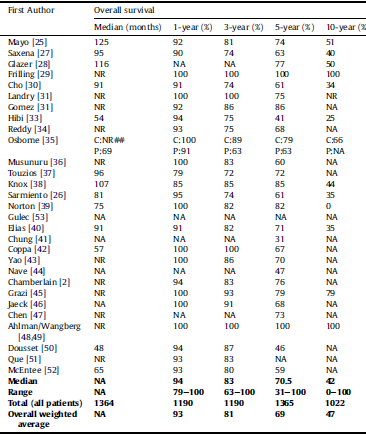 First Author Overall survival
Median (months) 1-year (%) 3-year (%) 5-year (%) 10-year (%)
Mayo [25] 125 92 81 74 51
Saxena [27] 95 90 74 63 40
Glazer [28] 116 NA NA 77 50
Frilling [29] NR 100 100 100 100
Cho [30] 91 91 74 61 34
Landry [31] NR 100 100 75 NR
Gomez [31] NR 92 86 86 NA
Hibi [33] 54 94 75 41 25
Reddy [34] NR 93 75 68 NA
Osborne [35] C:NR## C:100 C:89 C:79 C:66
P:69 P:91 P:63 P:63 P:NA
Musunuru [36] NR 100 83 60 NA
Touzios [37] 96 79 72 72 NA
Knox [38] 107 85 85 85 44
Sarmiento [26] 81 95 74 61 35
Norton [39] 75 100 82 82 0
Gulec [53] NA NA NA NA NA
Elias [40] 91 91 82 71 35
Chung [41] NA NA NA 31 NA
Coppa [42] 57 100 100 67 NA
Yao [43] NR 100 86 70 NA
Nave [44] NA NA NA 47 NA
Chamberlain [2] NR 94 83 76 NA
Grazi [45] NR 100 93 79 79
Jaeck [46] NA 100 91 68 NA
Chen [47] NR NA NA 73 NA
Ahlman/Wangberg NR 100 100 100 100
[48,49]
Dousset [50] 48 94 87 46 NA
Que [51] NR 93 83 NA NA
McEntee [52] NR 93 80 59 NA
Median NA 94 83 70.5 42
Range NA 79–100 63–100 31–100 0–100
Total (all patients) 1364 1190 1190 1365 1022
Overall weighted NA 93 81 69 47
average